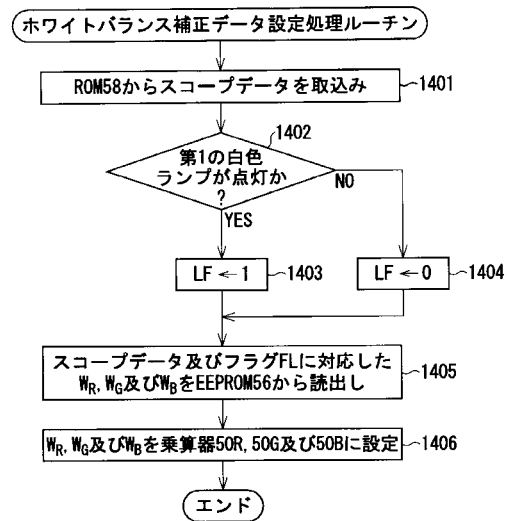 ホワイトバランス補正データ設定処理ルーチン
ROM58からスコープデータを取込み
1401
1402
第1の白色
ランプが点灯か
?
NO
YES
LF ← 1
1403
LF ← 0
1404
スコープデータ及びフラグFLに対応した
WR, WG及びWBをEEPROM56から読出し
1405
WR, WG及びWBを乗算器50R, 50G及び50Bに設定
1406
エンド